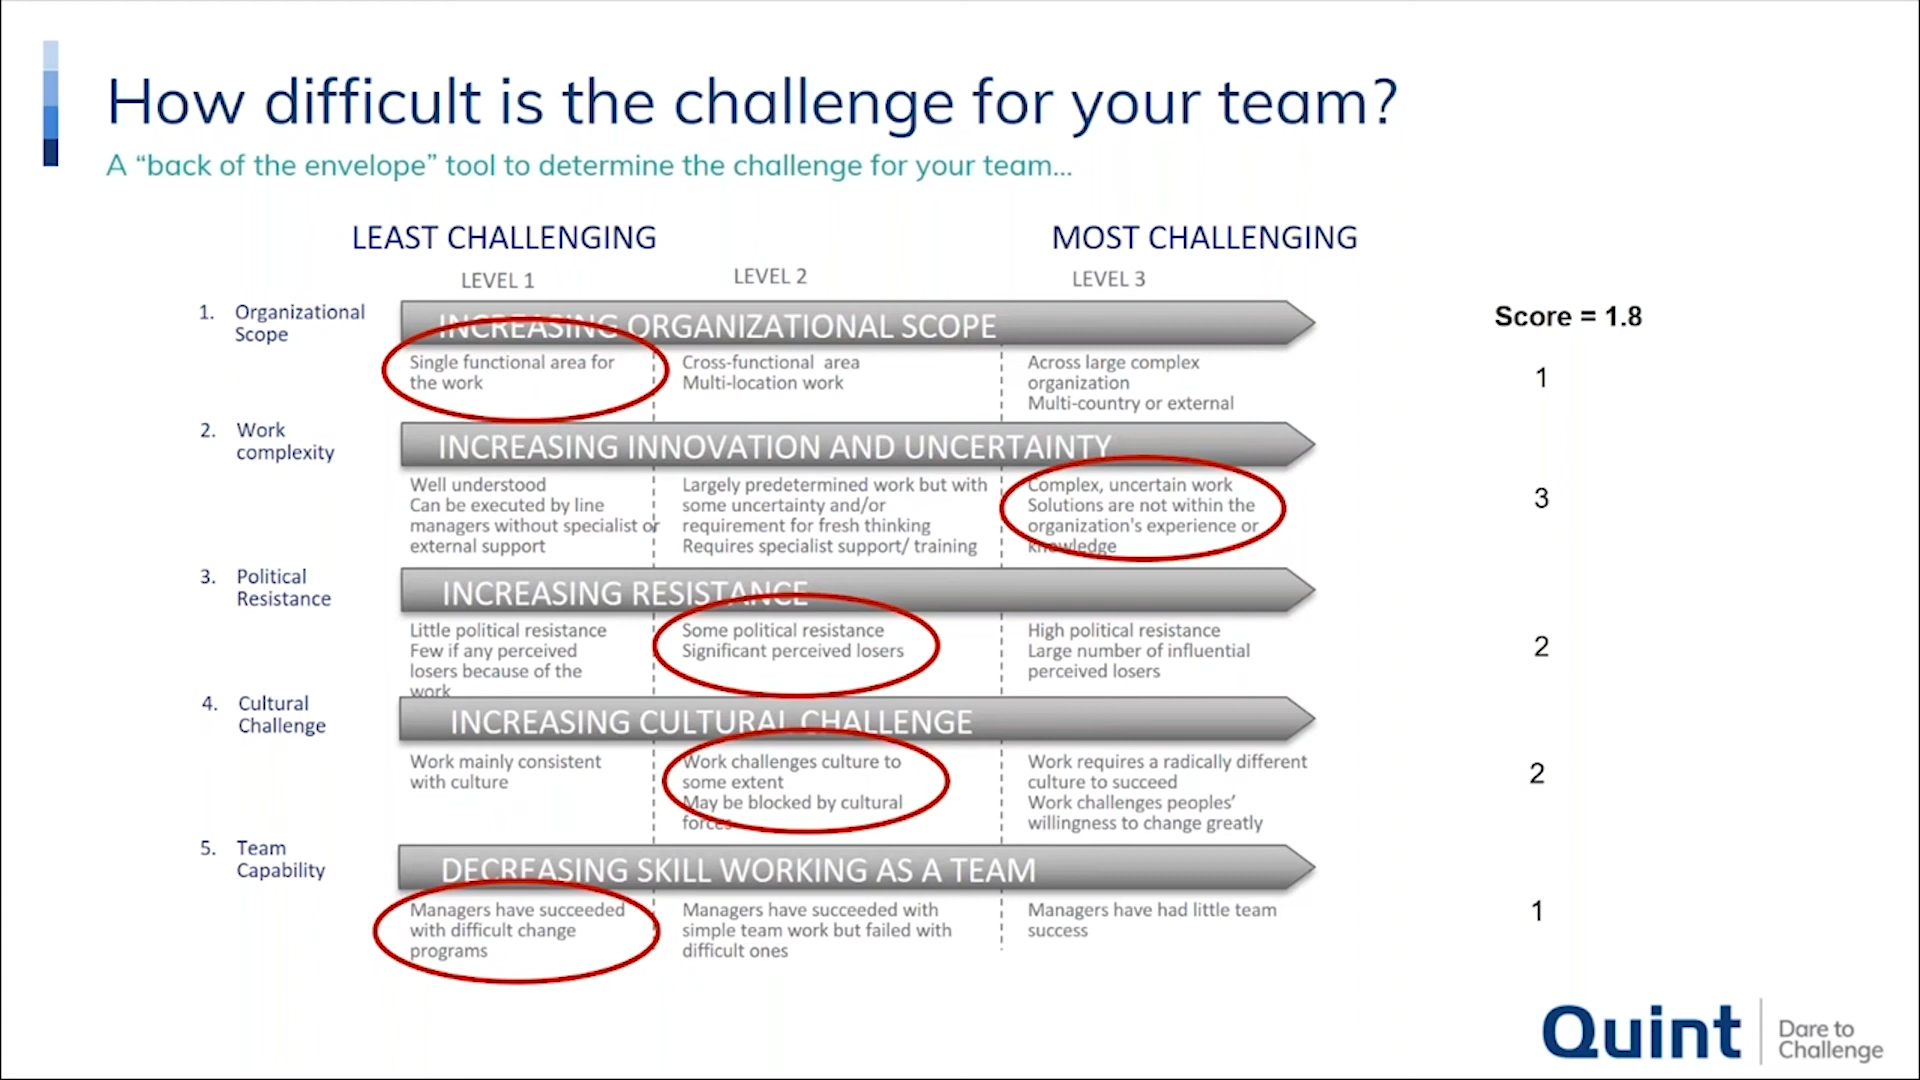 How difficult is the challenge for your team?
A “back of the envelope” tool to determine the challenge for your team...
LEAST CHALLENGING
MOST CHALLENGING
LEVEL 1
LEVEL 2
LEVEL 3
1. Organizational
Scope
INCREASING ORGANIZATIONAL SCOPE
Score = 1.8
Single functional area for
the work
Cross-functional area
Multi-location work
Across large complex
organization
Multi-country or external
1
2. Work
complexity
INCREASING INNOVATION AND UNCERTAINTY
Well understood
Can be executed by line
managers without specialist or
external support
Largely predetermined work but with
some uncertainty and/or
requirement for fresh thinking
Requires specialist support/ training
Complex, uncertain work
Solutions are not within the
organization's experience or
knowledge
3
3. Political
Resistance
INCREASING RESISTANCE
Little political resistance
Few if any perceived
losers because of the
work
Some political resistance
Significant perceived losers
High political resistance
Large number of influential
perceived losers
2
4. Cultural
Challenge
INCREASING CULTURAL CHALLENGE
Work mainly consistent
with culture
Work challenges culture to
some extent
May be blocked by cultural
forces
Work requires a radically different
culture to succeed
Work challenges peoples’
willingness to change greatly
2
5. Team
Capability
DECREASING SKILL WORKING AS A TEAM
Managers have succeeded
with difficult change
programs
Managers have succeeded with
simple team work but failed with
difficult ones
Managers have had little team
success
1
Quint
Dare to
Challenge